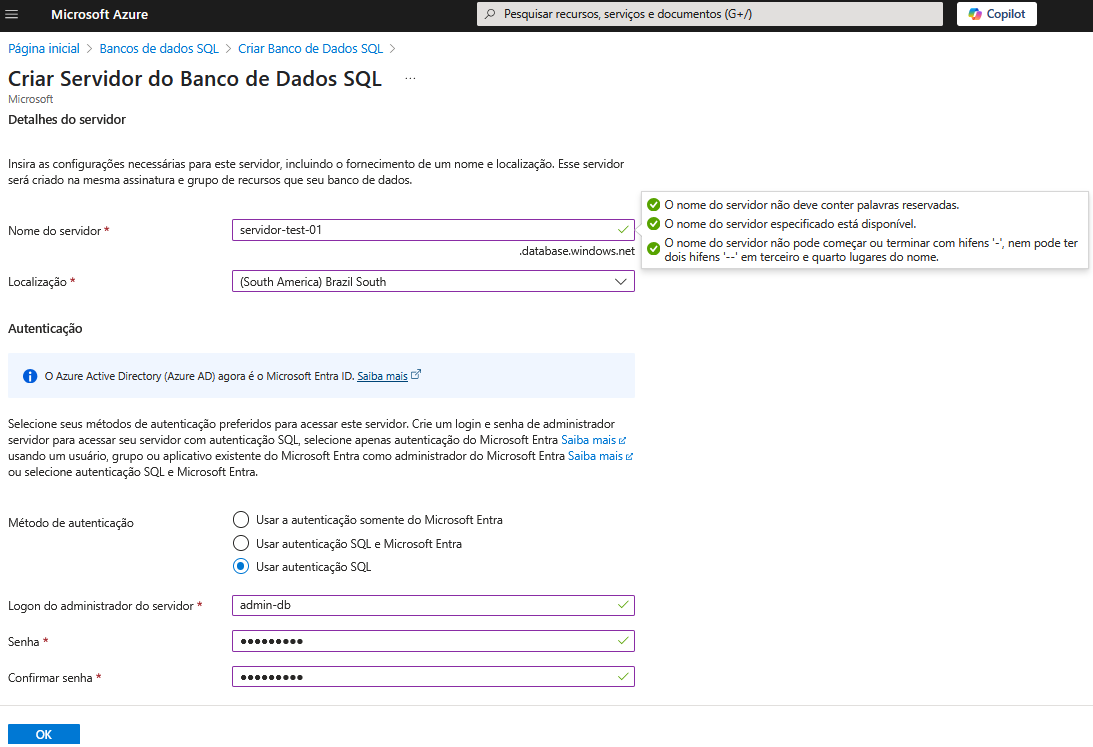 Microsoft Azure
Pesquisar recursos, serviços e documentos (G+/)
Copilot
Página inicial > Bancos de dados SQL > Criar Banco de Dados SQL >
Criar Servidor do Banco de Dados SQL ...
Microsoft
Detalhes do servidor
Insira as configurações necessárias para este servidor, incluindo o fornecimento de um nome e localização. Esse servidor
será criado na mesma assinatura e grupo de recursos que seu banco de dados.
Nome do servidor *
servidor-test-01
.database.windows.net
O nome do servidor não deve conter palavras reservadas.
O nome do servidor especificado está disponível.
O nome do servidor não pode começar ou terminar com hifens '-', nem pode ter
dois hifens '--' em terceiro e quarto lugares do nome.
Localização *
(South America) Brazil South
Autenticação
O Azure Active Directory (Azure AD) agora é o Microsoft Entra ID. Saiba mais
Selecione seus métodos de autenticação preferidos para acessar este servidor. Crie um login e senha de administrador
servidor para acessar seu servidor com autenticação SQL, selecione apenas autenticação do Microsoft Entra Saiba mais
usando um usuário, grupo ou aplicativo existente do Microsoft Entra como administrador do Microsoft Entra Saiba mais
ou selecione autenticação SQL e Microsoft Entra.
Método de autenticação
Usar a autenticação somente do Microsoft Entra
Usar autenticação SQL e Microsoft Entra
Usar autenticação SQL
Logon do administrador do servidor *
admin-db
Senha *
•••••••••
Confirmar senha *
•••••••••
OK